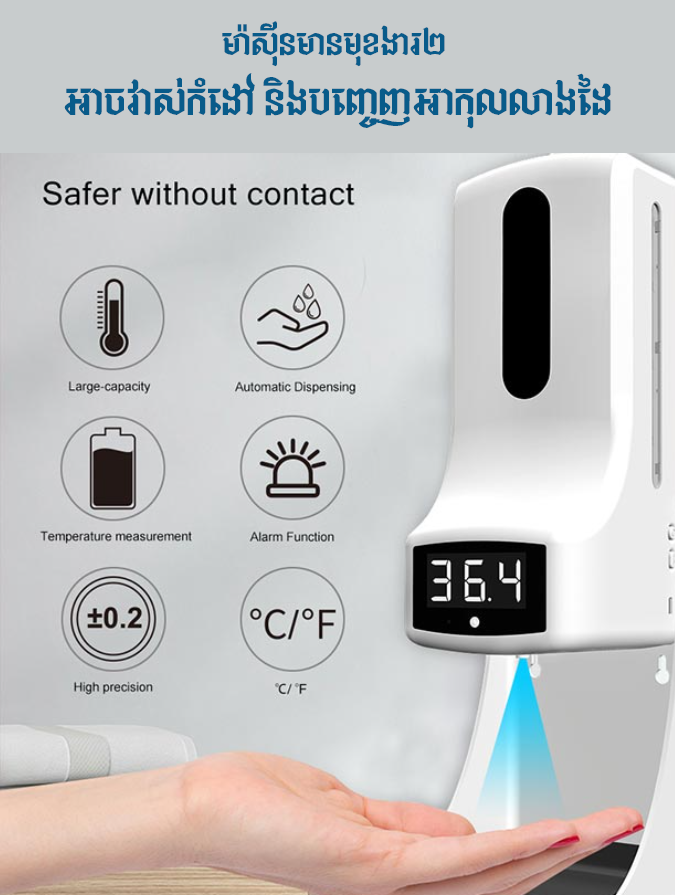 ម៉ាស៊ីនមានមុខងារ២
អាចវាស់កំដៅ និងបញ្ចេញអាកុលលាងដៃ
Safer without contact
Large-capacity
Automatic Dispensing
Temperature measurement
Alarm Function
±0.2
°C/°F
High precision
℃/ ℉
36.4